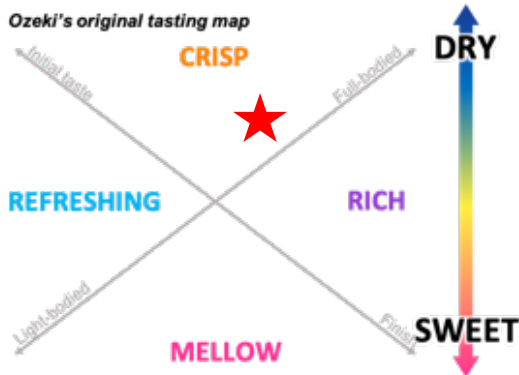 Ozeki's original tasting map
CRISP
DRY
Initial taste
Full-bodied
REFRESHING
RICH
Light-bodied
Finish
SWEET
MELLOW